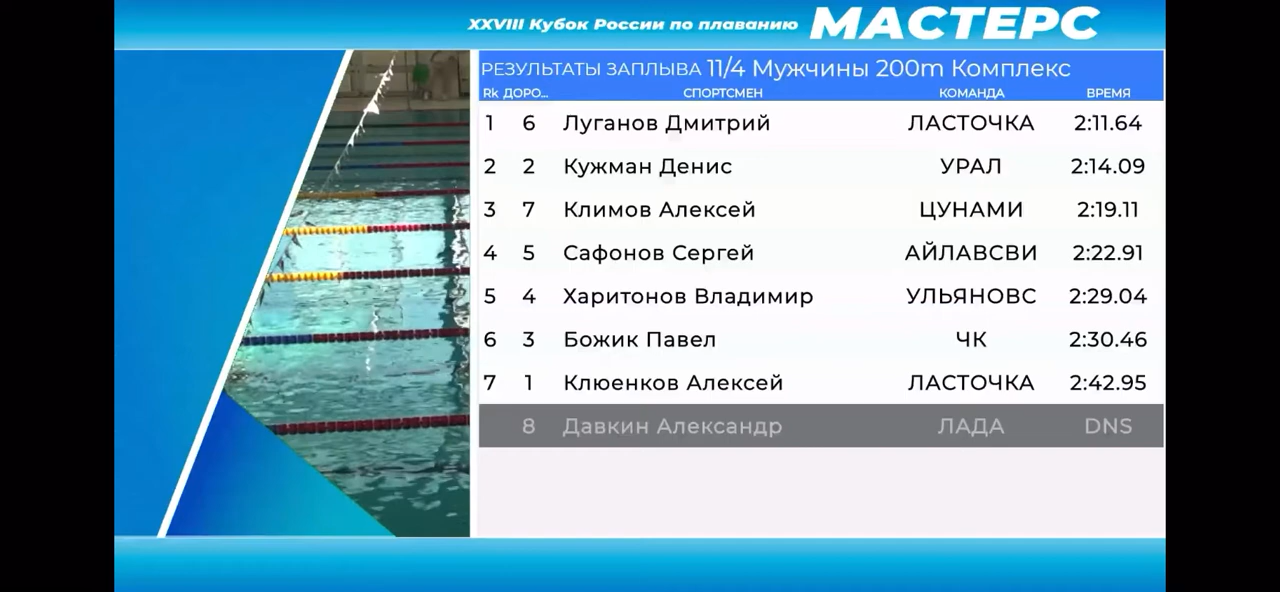 XXVIII Кубок России по плаванию МАСТЕРС
РЕЗУЛЬТАТЫ ЗАПЛЫВА 11/4 Мужчины 200m Комплекс
Rk ДОРО... СПОРТСМЕН КОМАНДА ВРЕМЯ
1 6 Луганов Дмитрий ЛАСТОЧКА 2:11.64
2 2 Кужман Денис УРАЛ 2:14.09
3 7 Климов Алексей ЦУНАМИ 2:19.11
4 5 Сафонов Сергей АЙЛАВСВИ 2:22.91
5 4 Харитонов Владимир УЛЬЯНОВС 2:29.04
6 3 Божик Павел ЧК 2:30.46
7 1 Клюенков Алексей ЛАСТОЧКА 2:42.95
8 Давкин Александр ЛАДА DNS